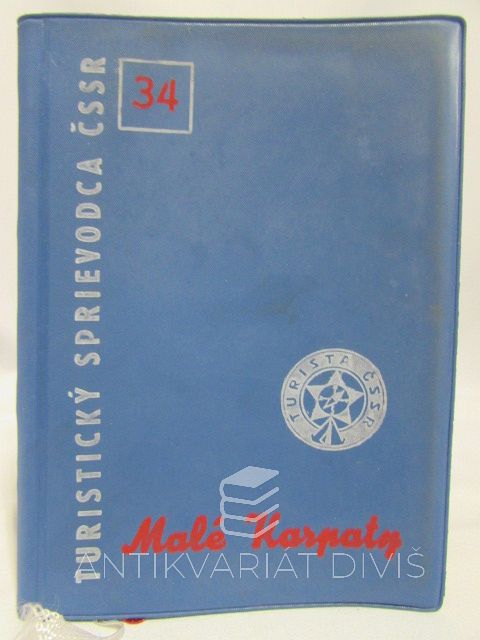 TURISTICKÝ SPRIEVODCA ČSSR
34
TURISTA ČSSR
Malé Karpaty
ANTIKVARIÁT DIVIŠ